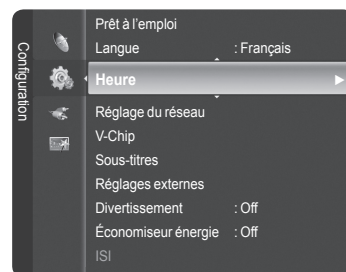 Configuration
Prêt à l'emploi
Langue : Français
Heure
Réglage du réseau
V-Chip
Sous-titres
Réglages externes
Divertissement : Off
Économiseur énergie : Off
ISI